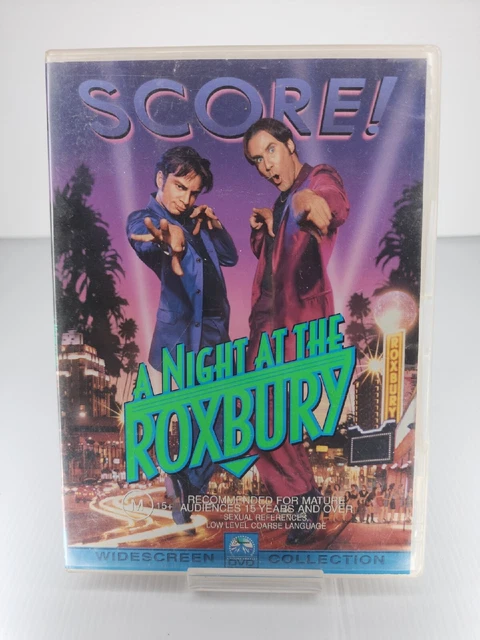 SCORE!
A NIGHT AT THE
ROXBURY
ROXBURY
M 15+
RECOMMENDED FOR MATURE
AUDIENCES 15 YEARS AND OVER
SEXUAL REFERENCES,
LOW LEVEL COARSE LANGUAGE
WIDESCREEN DVD COLLECTION